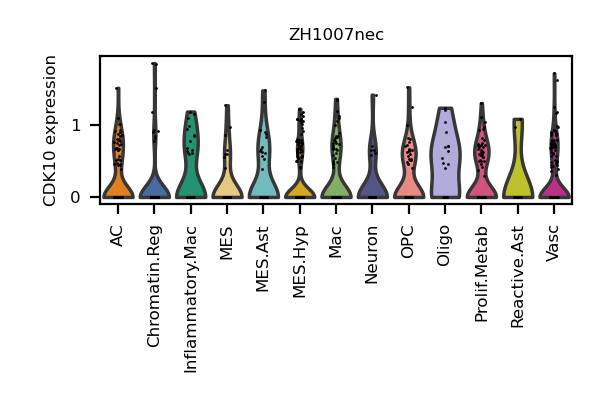 ZH1007nec
CDK10 expression
1
0
AC
Chromatin.Reg
Inflammatory.Mac
MES
MES.Ast
MES.Hyp
Mac
Neuron
OPC
Oligo
Prolif.Metab
Reactive.Ast
Vasc